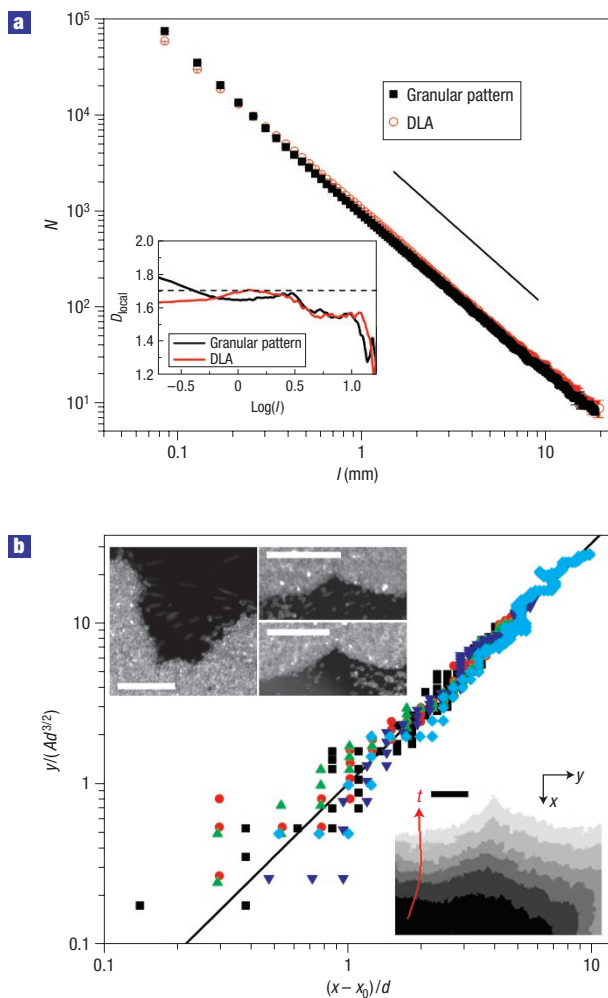 a
10^5
10^4
10^3
10^2
10^1
N
0.1
1
10
l (mm)
Granular pattern
DLA
2.0
1.8
1.6
1.4
1.2
D_local
Granular pattern
DLA
−0.5
0
0.5
1.0
Log(l)
b
10
1
0.1
y/(Ad^3/2)
t
y
x
0.1
1
10
(x – x_0)/d